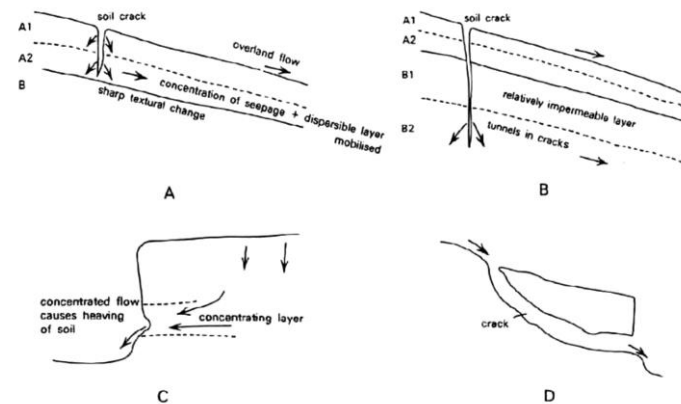 soil crack
A1
A2
B
overland flow
concentration of seepage + dispersible layer
mobilised
sharp textural change
A
soil crack
A1
A2
B1
B2
relatively impermeable layer
tunnels in cracks
B
concentrated flow
causes heaving
of soil
concentrating layer
C
crack
D